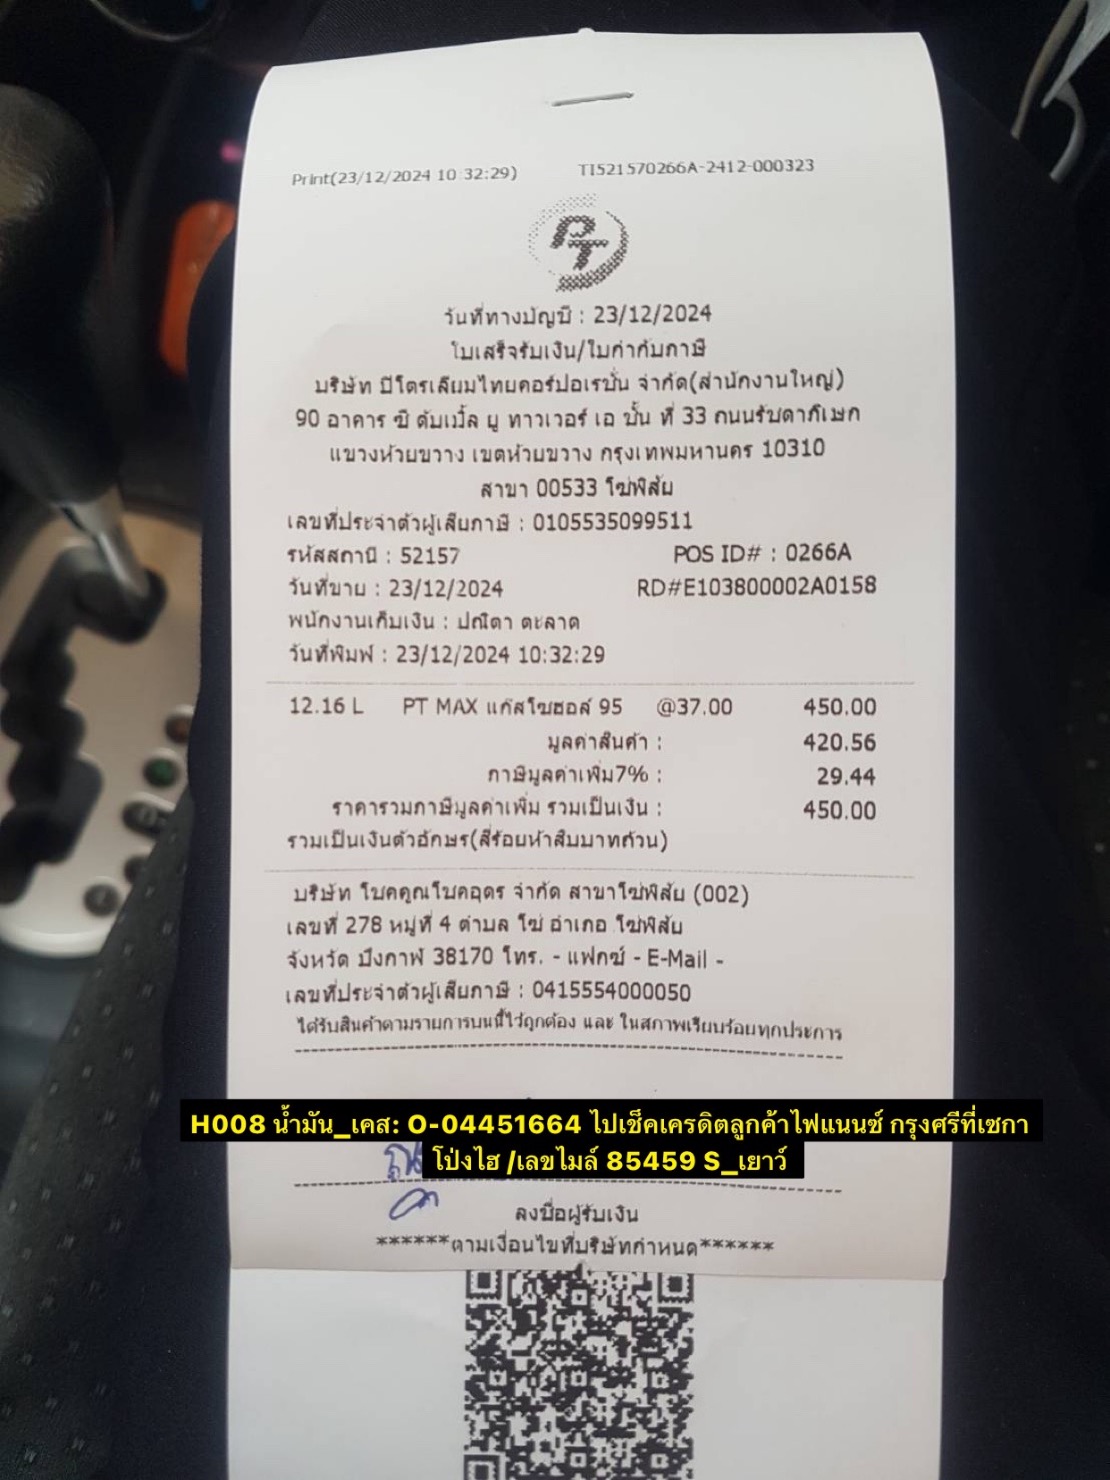 Print(23/12/2024 10:32:29) TI521570266A-2412-000323
PT
วันที่ทางบัญชี : 23/12/2024
ใบเสร็จรับเงิน/ใบกำกับภาษี
บริษัท ปิโตรเลียมไทยคอร์ปอเรชั่น จำกัด(สำนักงานใหญ่)
90 อาคาร ซี ดับเบิ้ล ยู ทาวเวอร์ เอ ชั้น ที่ 33 ถนนรัชดาภิเษก
แขวงห้วยขวาง เขตห้วยขวาง กรุงเทพมหานคร 10310
สาขา 00533 โซ่พิสัย
เลขที่ประจำตัวผู้เสียภาษี : 0105535099511
รหัสสถานี : 52157 POS ID# : 0266A
วันที่ขาย : 23/12/2024 RD#E103800002A0158
พนักงานเก็บเงิน : ปณิตา ตะลาด
วันที่พิมพ์ : 23/12/2024 10:32:29
12.16 L PT MAX แก๊สโซฮอล์ 95 @37.00 450.00
มูลค่าสินค้า : 420.56
ภาษีมูลค่าเพิ่ม7% : 29.44
ราคารวมภาษีมูลค่าเพิ่ม รวมเป็นเงิน : 450.00
รวมเป็นเงินตัวอักษร(สี่ร้อยห้าสิบบาทถ้วน)
บริษัท โชคคูณโชคอุดร จำกัด สาขาโซ่พิสัย (002)
เลขที่ 278 หมู่ที่ 4 ตำบล โซ่ อำเภอ โซ่พิสัย
จังหวัด บึงกาฬ 38170 โทร. - แฟกซ์ - E-Mail -
เลขที่ประจำตัวผู้เสียภาษี : 0415554000050
ได้รับสินค้าตามรายการบนนี้ไว้ถูกต้อง และ ในสภาพเรียบร้อยทุกประการ
H008 น้ำมัน_เคส: O-04451664 ไปเช็คเครดิตลูกค้าไฟแนนซ์ กรุงศรีที่เซกา
โป่งไฮ /เลขไมล์ 85459 S_เยาว์
ลงชื่อผู้รับเงิน
******ตามเงื่อนไขที่บริษัทกำหนด******